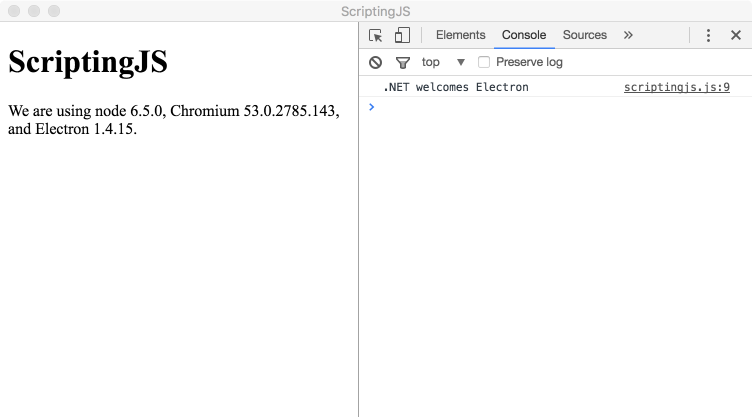 ScriptingJS
ScriptingJS
We are using node 6.5.0, Chromium 53.0.2785.143,
and Electron 1.4.15.
Elements Console Sources »
top ▼ Preserve log
.NET welcomes Electron scriptingjs.js:9
>